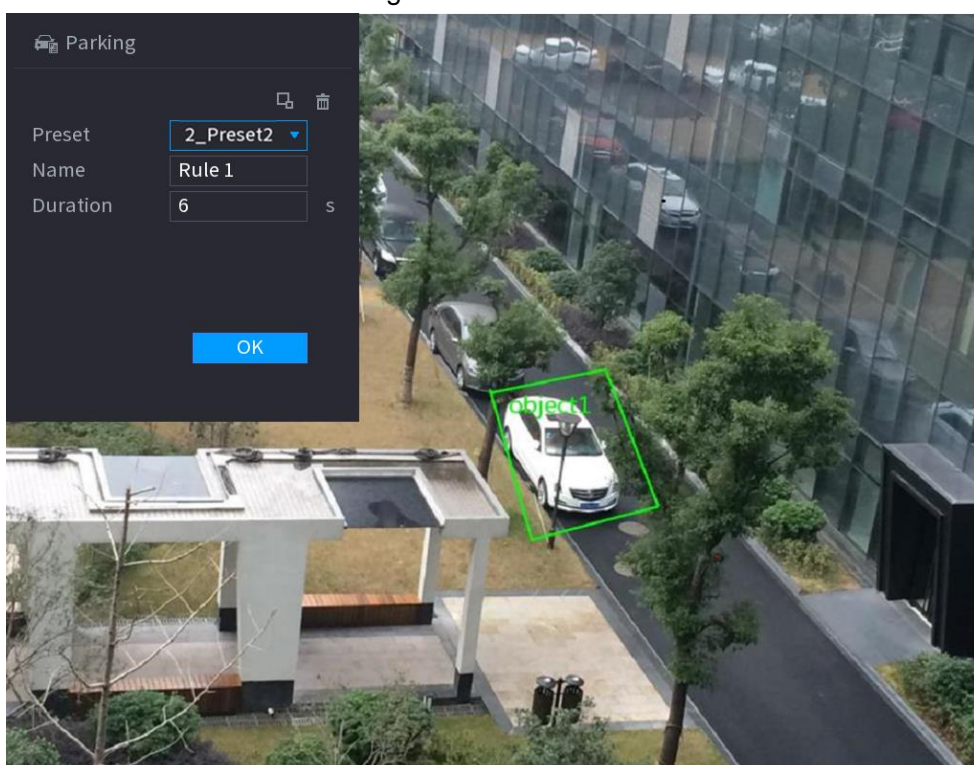 Parking
Preset 2_Preset2
Name Rule 1
Duration 6 s
OK
object1